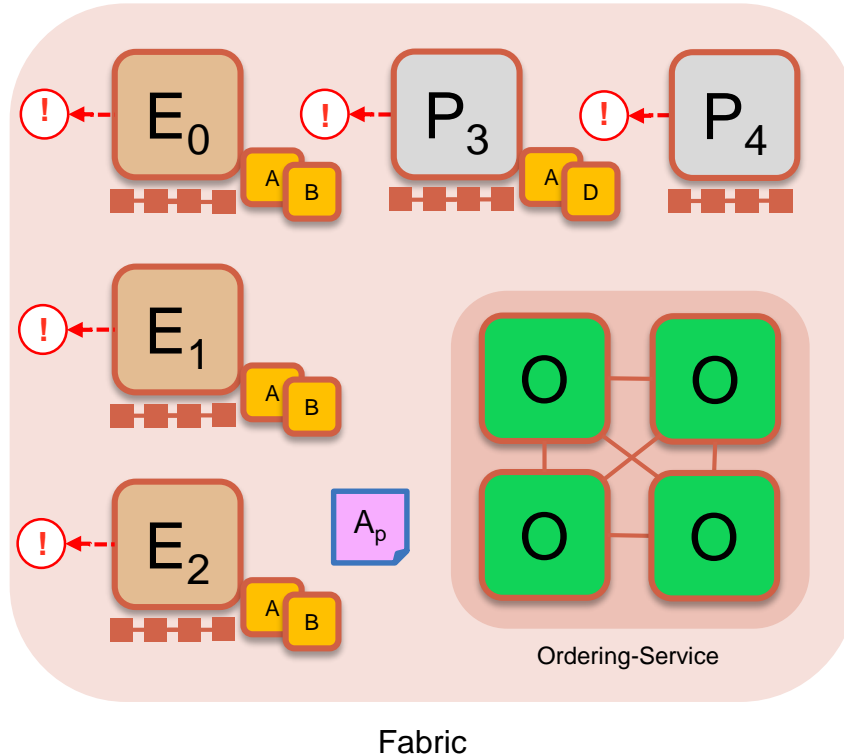 ! E0 A B
! P3 A D
! P4
! E1 A B
O O
O O
! E2 A B
Ap
Ordering-Service
Fabric